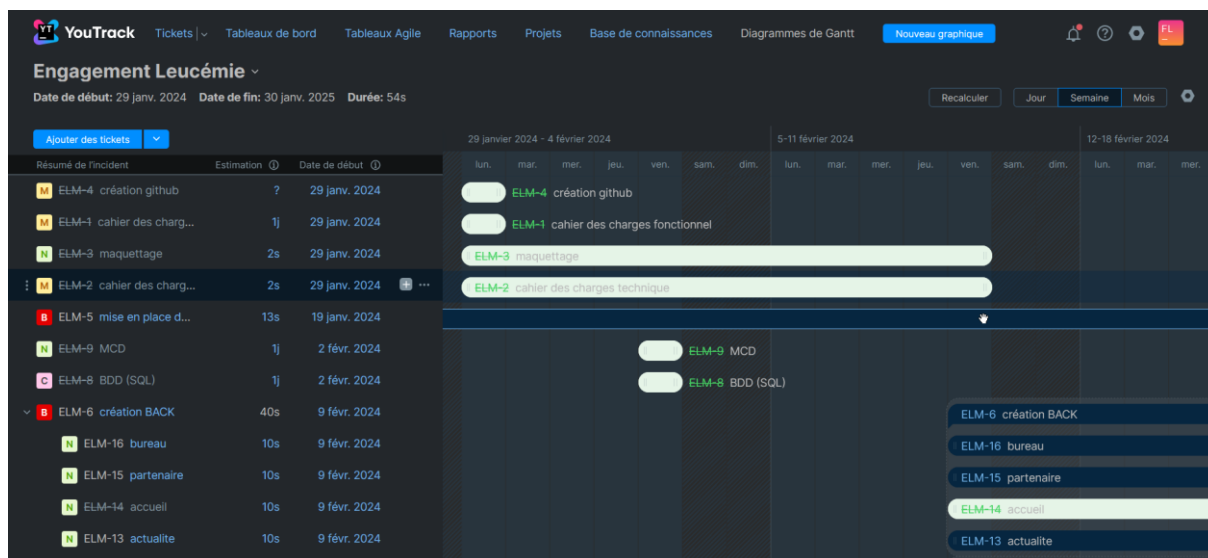 YT YouTrack Tickets Tableaux de bord Tableaux Agile Rapports Projets Base de connaissances Diagrammes de Gantt Nouveau graphique FL
Engagement Leucémie
Date de début: 29 janv. 2024 Date de fin: 30 janv. 2025 Durée: 54s
Recalculer Jour Semaine Mois
Ajouter des tickets 29 janvier 2024 - 4 février 2024 5-11 février 2024 12-18 février 2024
Résumé de l'incident Estimation Date de début lun. mar. mer. jeu. ven. sam. dim. lun. mar. mer. jeu. ven. sam. dim. lun. mar. mer.
M ELM-4 création github ? 29 janv. 2024 ELM-4 création github
M ELM-1 cahier des charg... 1j 29 janv. 2024 ELM-1 cahier des charges fonctionnel
N ELM-3 maquettage 2s 29 janv. 2024 ELM-3 maquettage
M ELM-2 cahier des charg... 2s 29 janv. 2024 ELM-2 cahier des charges technique
B ELM-5 mise en place d... 13s 19 janv. 2024
N ELM-9 MCD 1j 2 févr. 2024 ELM-9 MCD
C ELM-8 BDD (SQL) 1j 2 févr. 2024 ELM-8 BDD (SQL)
B ELM-6 création BACK 40s 9 févr. 2024 ELM-6 création BACK
N ELM-16 bureau 10s 9 févr. 2024 ELM-16 bureau
N ELM-15 partenaire 10s 9 févr. 2024 ELM-15 partenaire
N ELM-14 accueil 10s 9 févr. 2024 ELM-14 accueil
N ELM-13 actualite 10s 9 févr. 2024 ELM-13 actualite